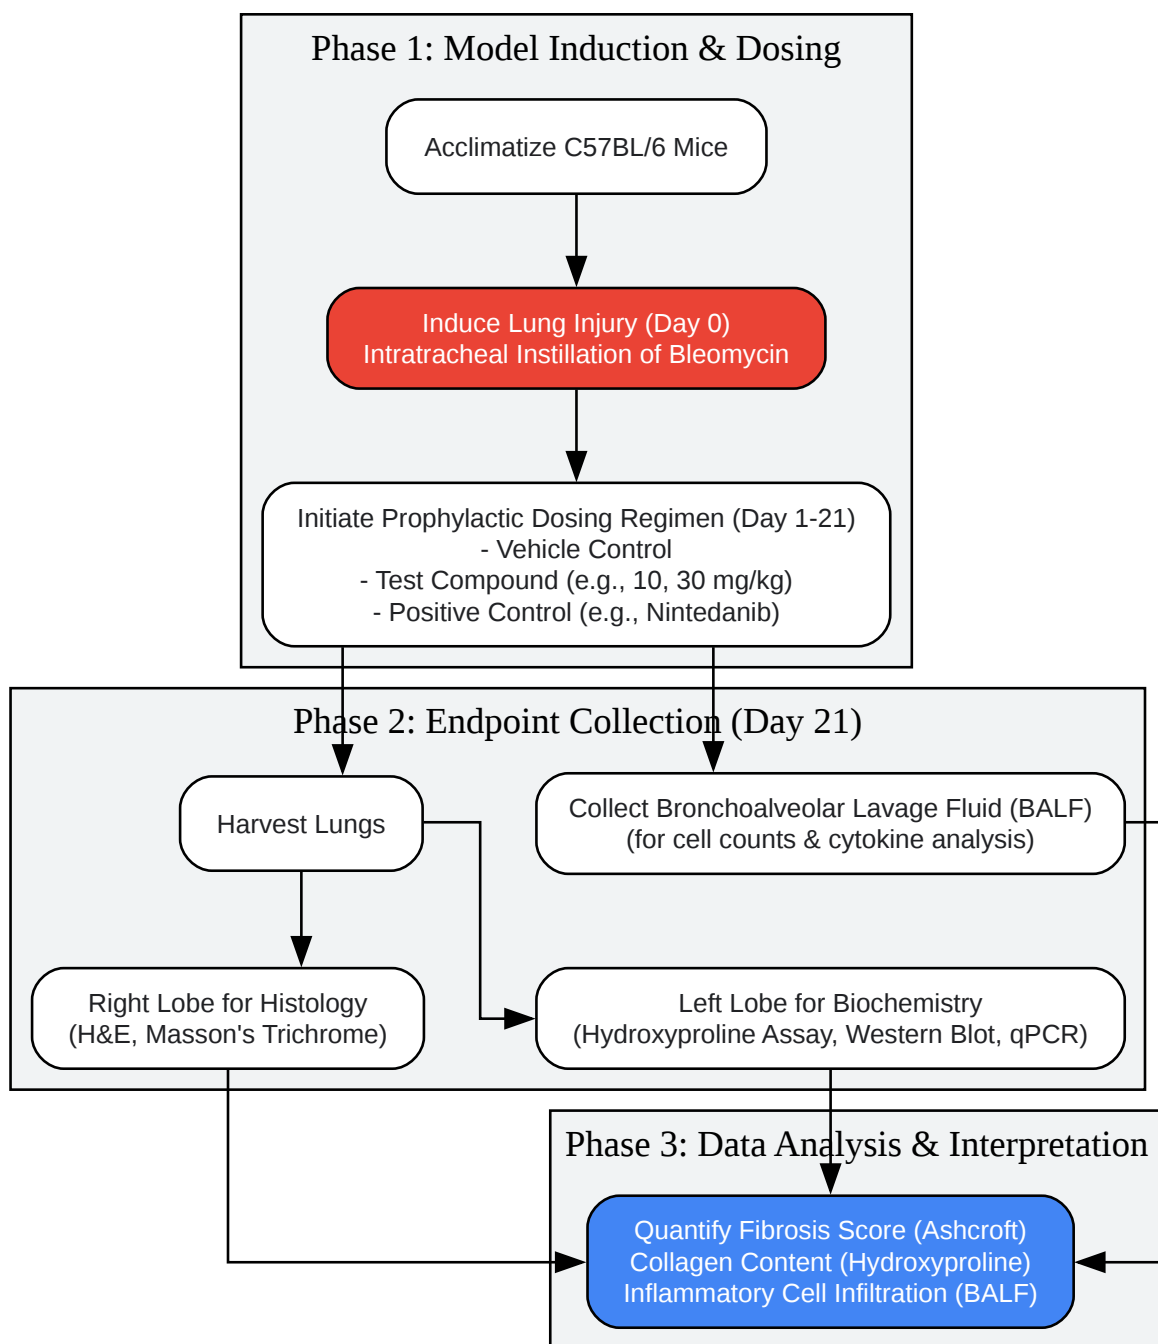 Phase 1: Model Induction & Dosing
Acclimatize C57BL/6 Mice
Induce Lung Injury (Day 0)
Intratracheal Instillation of Bleomycin
Initiate Prophylactic Dosing Regimen (Day 1-21)
- Vehicle Control
- Test Compound (e.g., 10, 30 mg/kg)
- Positive Control (e.g., Nintedanib)
Phase 2: Endpoint Collection (Day 21)
Harvest Lungs
Collect Bronchoalveolar Lavage Fluid (BALF)
(for cell counts & cytokine analysis)
Right Lobe for Histology
(H&E, Masson's Trichrome)
Left Lobe for Biochemistry
(Hydroxyproline Assay, Western Blot, qPCR)
Phase 3: Data Analysis & Interpretation
Quantify Fibrosis Score (Ashcroft)
Collagen Content (Hydroxyproline)
Inflammatory Cell Infiltration (BALF)